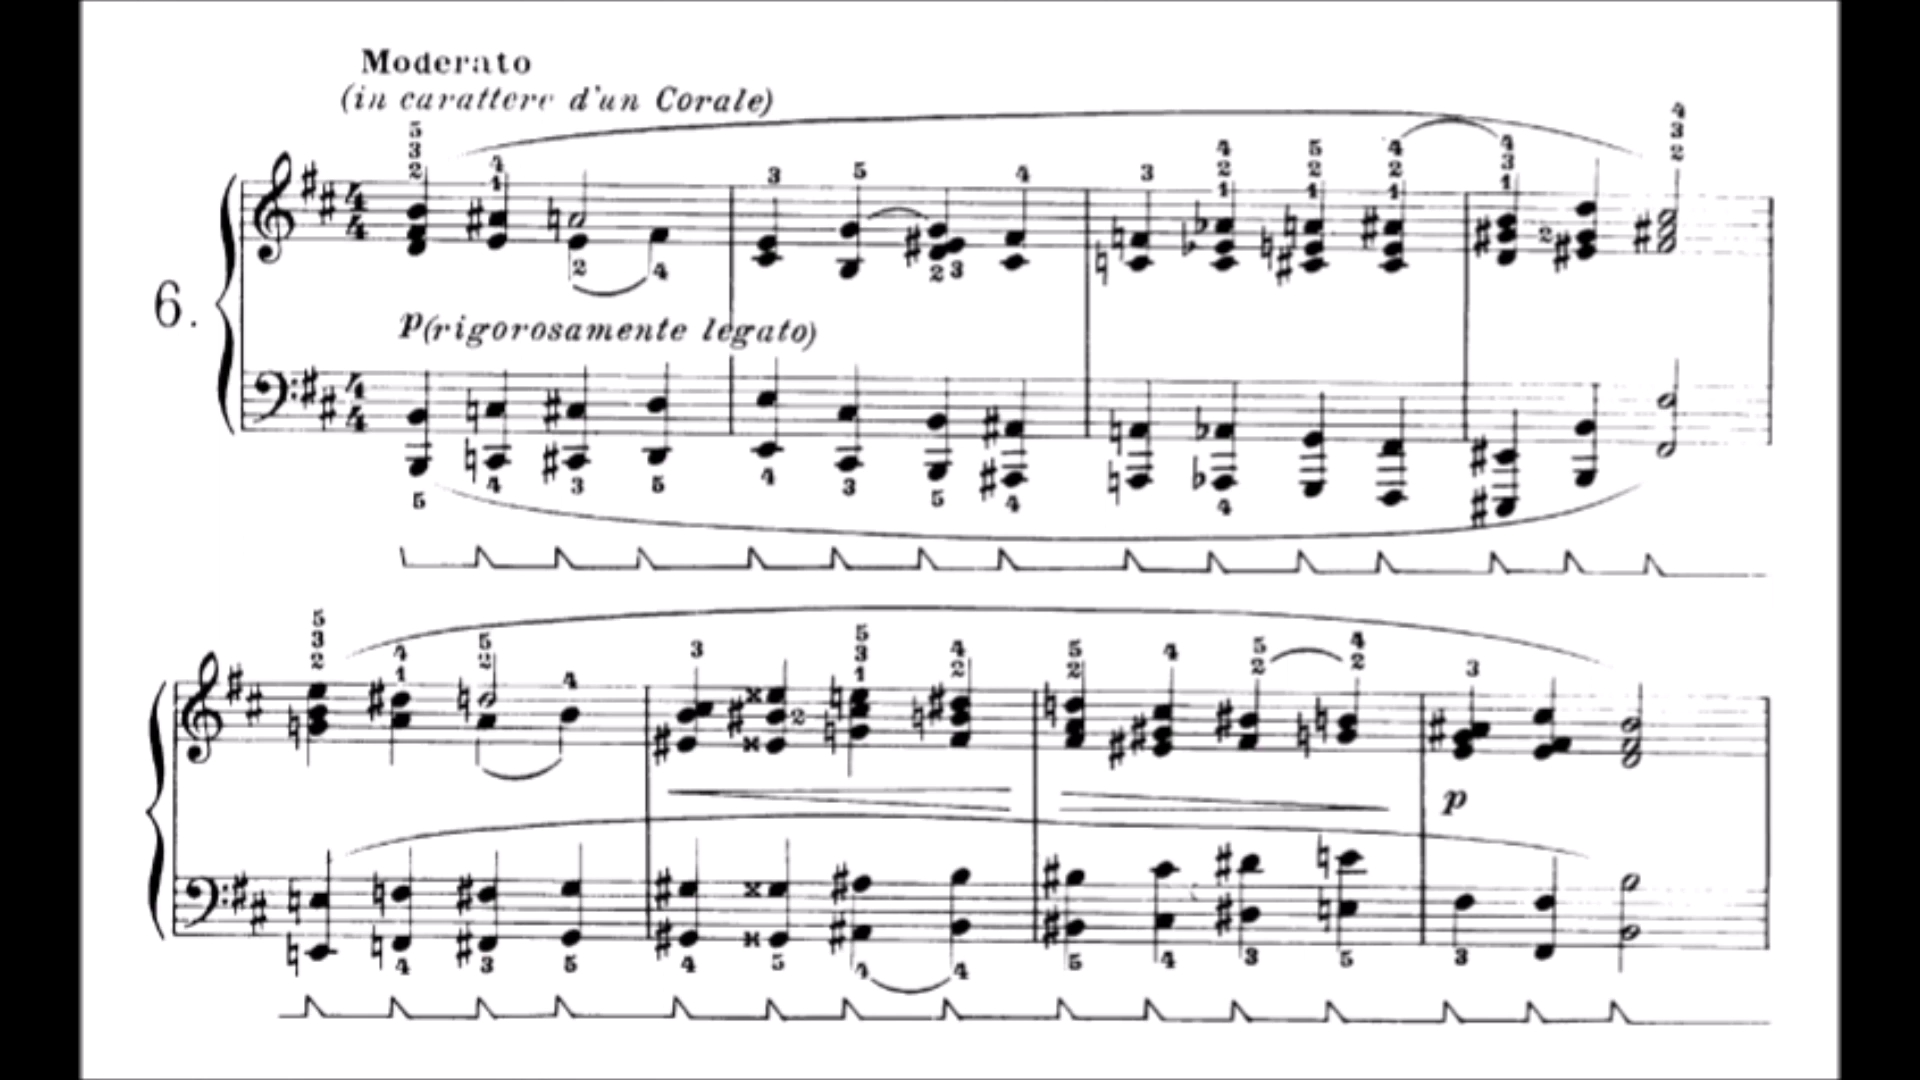 Moderato
(in carattere d'un Corale)
6.
p (rigorosamente legato)
p